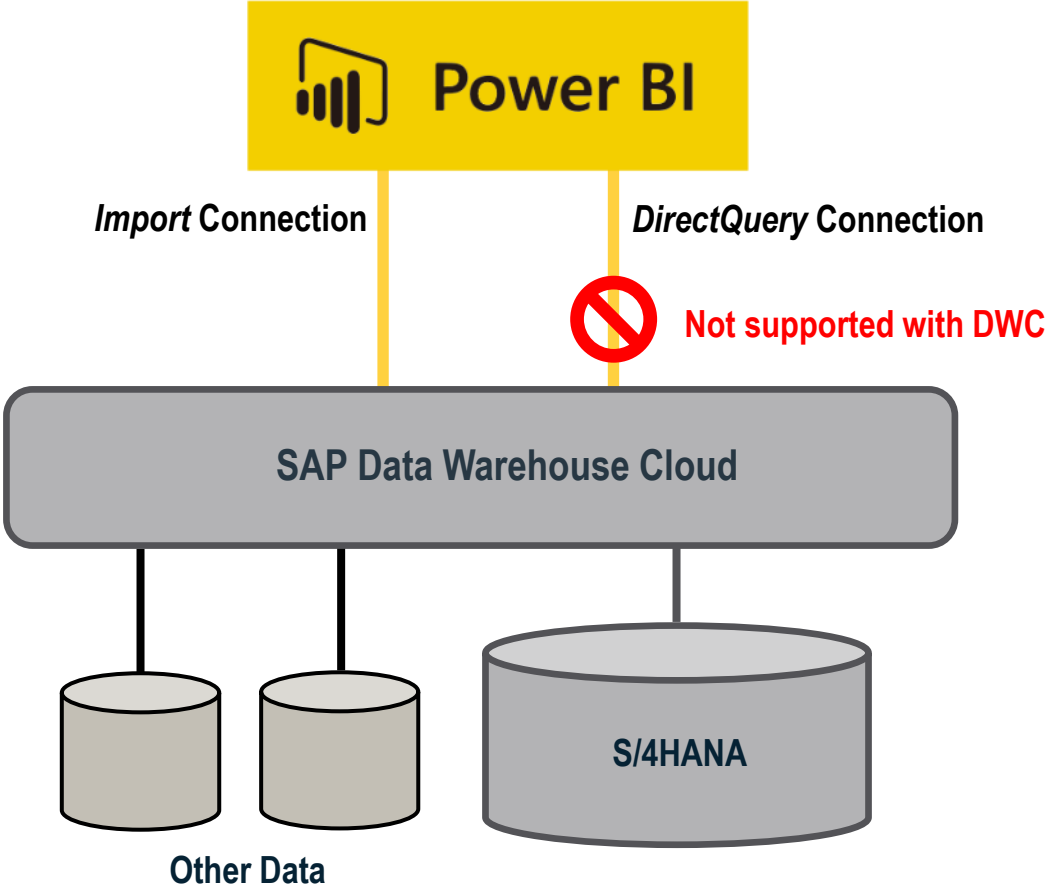 Power BI
Import Connection
DirectQuery Connection
Not supported with DWC
SAP Data Warehouse Cloud
S/4HANA
Other Data